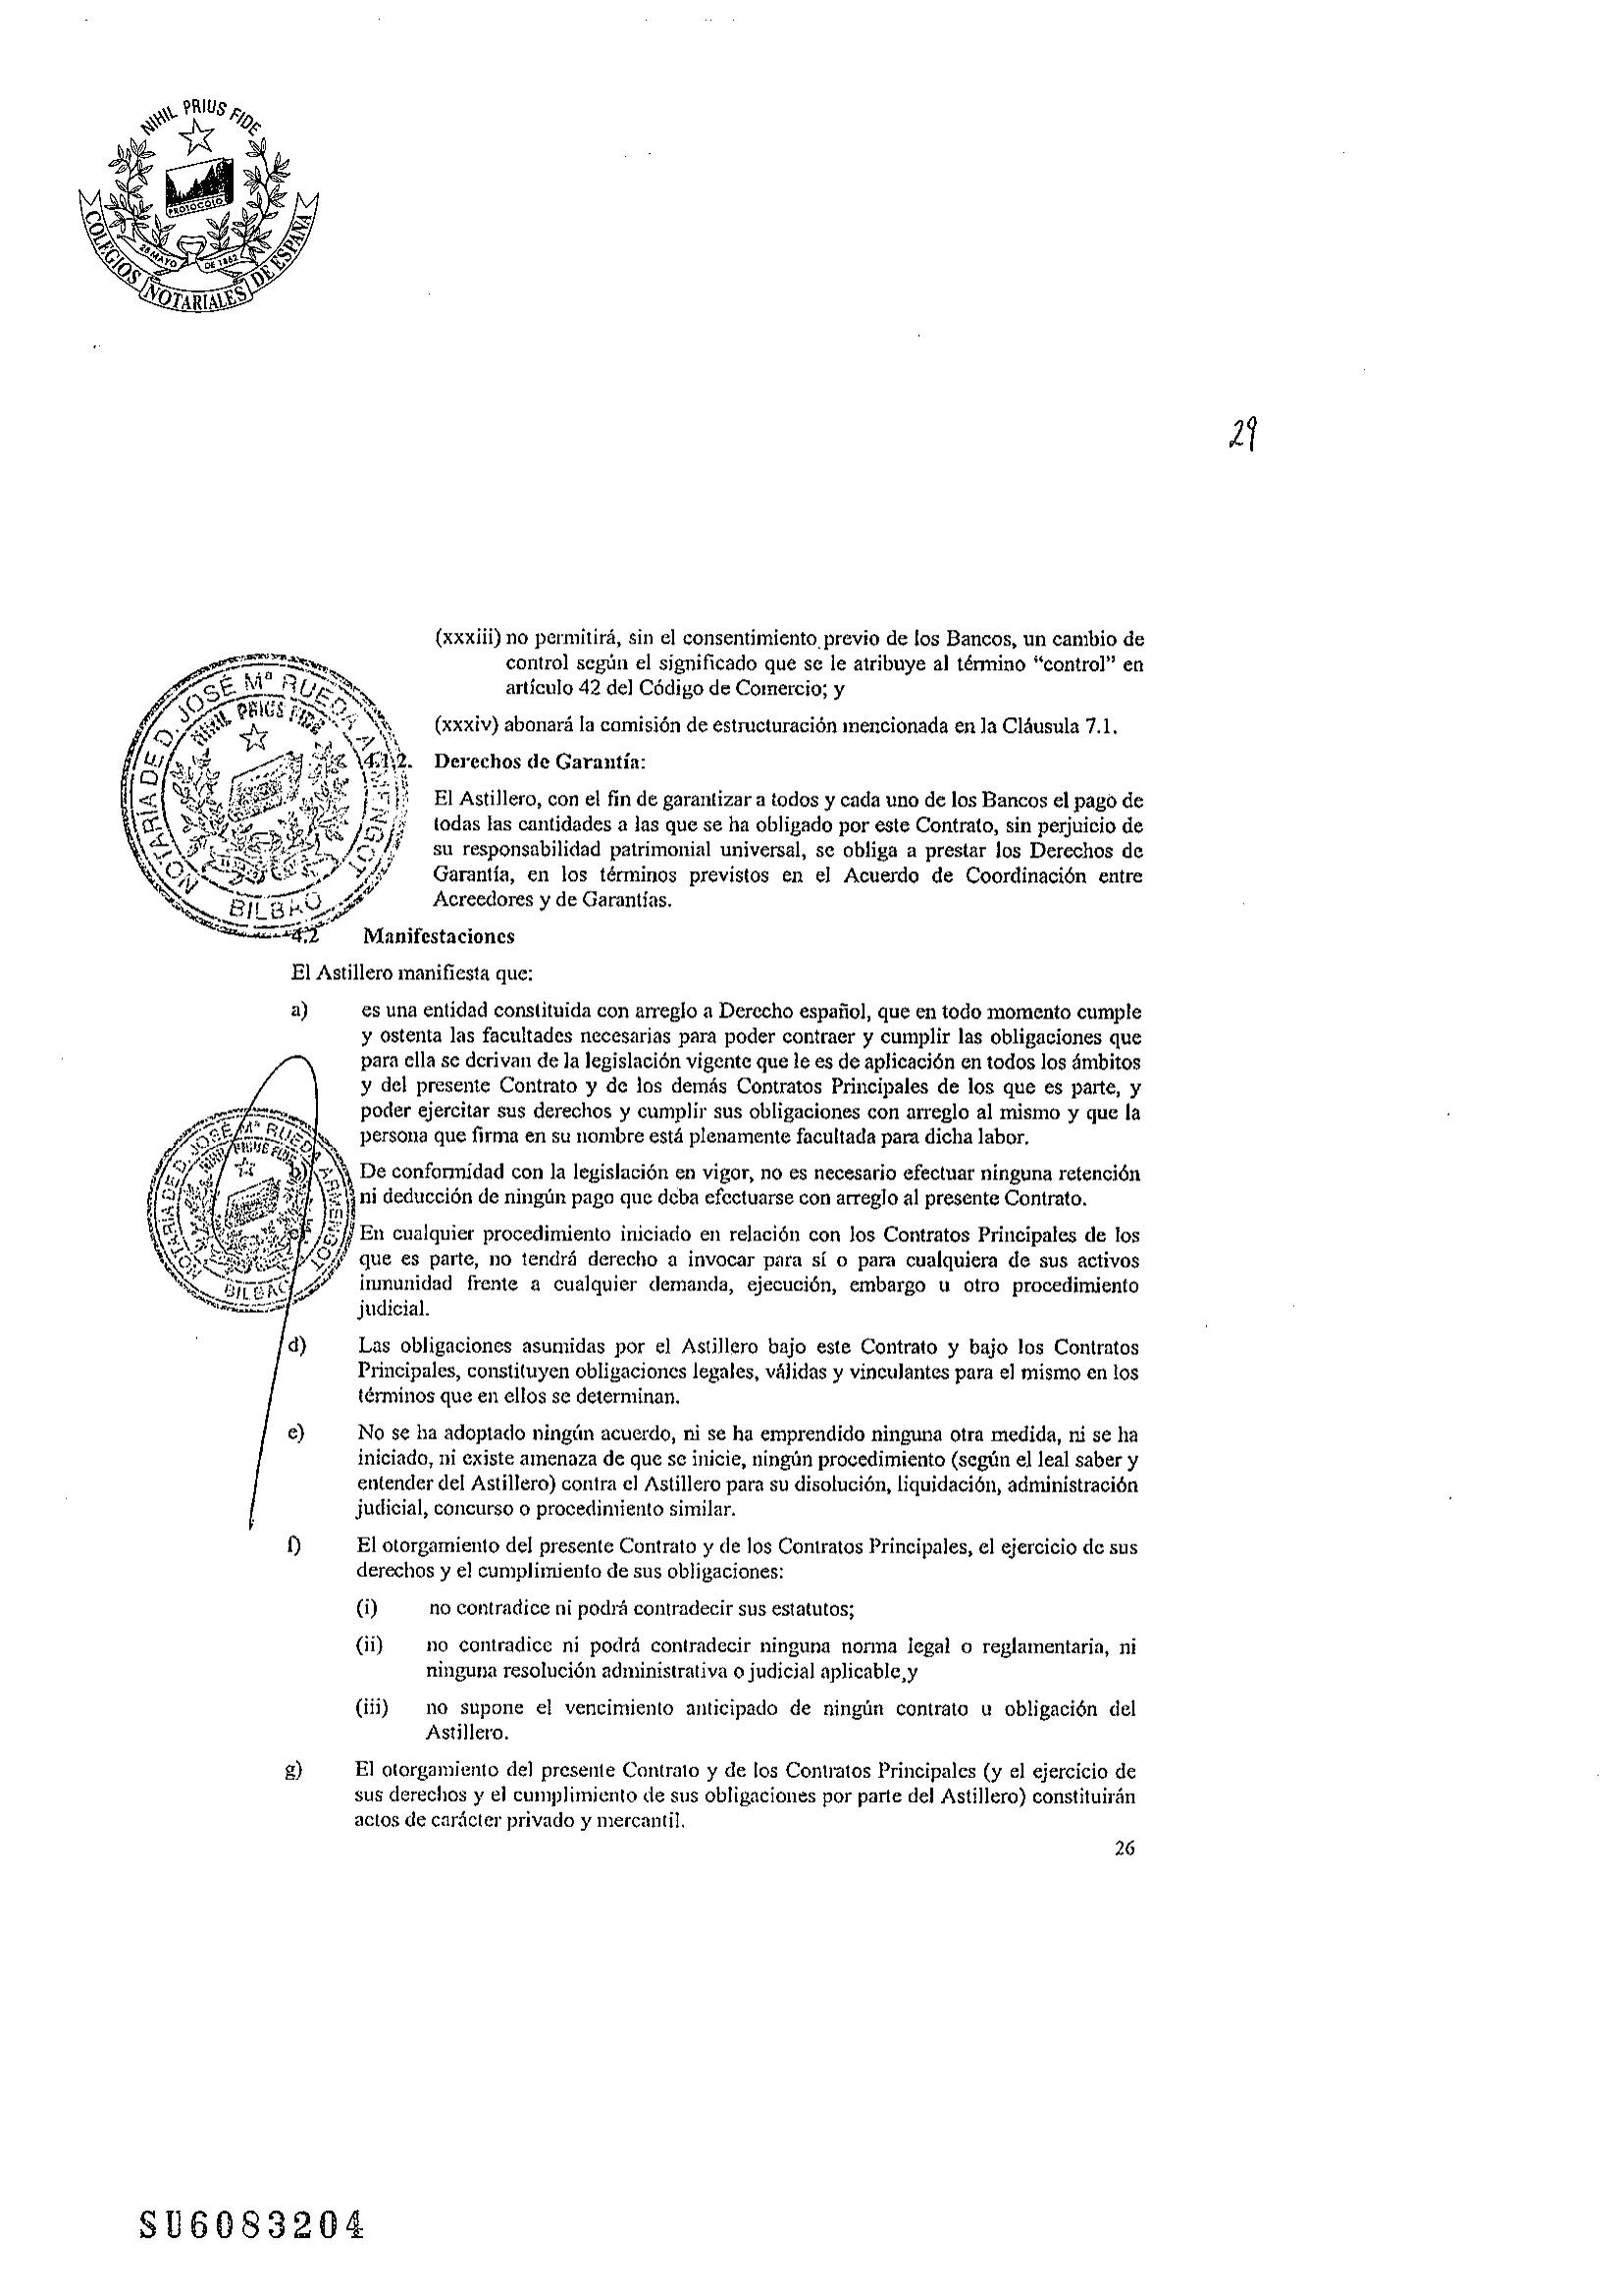 NIHIL PRIUS FIDE
PROTOCOLO
28 MAYO DE 1862
COLEGIOS NOTARIALES DE ESPAÑA
29
(xxxiii) no permitirá, sin el consentimiento previo de los Bancos, un cambio de
control según el significado que se le atribuye al término “control” en
artículo 42 del Código de Comercio; y
(xxxiv) abonará la comisión de estructuración mencionada en la Cláusula 7.1.
NOTARÍA DE D. JOSÉ Mª RUEDA ARMENGOT
NIHIL PRIUS FIDE
BILBAO
4.1.2. Derechos de Garantía:
El Astillero, con el fin de garantizar a todos y cada uno de los Bancos el pago de
todas las cantidades a las que se ha obligado por este Contrato, sin perjuicio de
su responsabilidad patrimonial universal, se obliga a prestar los Derechos de
Garantía, en los términos previstos en el Acuerdo de Coordinación entre
Acreedores y de Garantías.
4.2 Manifestaciones
El Astillero manifiesta que:
a) es una entidad constituida con arreglo a Derecho español, que en todo momento cumple
y ostenta las facultades necesarias para poder contraer y cumplir las obligaciones que
para ella se derivan de la legislación vigente que le es de aplicación en todos los ámbitos
y del presente Contrato y de los demás Contratos Principales de los que es parte, y
poder ejercitar sus derechos y cumplir sus obligaciones con arreglo al mismo y que la
persona que firma en su nombre está plenamente facultada para dicha labor.
NOTARÍA DE D. JOSÉ Mª RUEDA ARMENGOT
NIHIL PRIUS FIDE
BILBAO
b) De conformidad con la legislación en vigor, no es necesario efectuar ninguna retención
ni deducción de ningún pago que deba efectuarse con arreglo al presente Contrato.
c) En cualquier procedimiento iniciado en relación con los Contratos Principales de los
que es parte, no tendrá derecho a invocar para sí o para cualquiera de sus activos
inmunidad frente a cualquier demanda, ejecución, embargo u otro procedimiento
judicial.
d) Las obligaciones asumidas por el Astillero bajo este Contrato y bajo los Contratos
Principales, constituyen obligaciones legales, válidas y vinculantes para el mismo en los
términos que en ellos se determinan.
e) No se ha adoptado ningún acuerdo, ni se ha emprendido ninguna otra medida, ni se ha
iniciado, ni existe amenaza de que se inicie, ningún procedimiento (según el leal saber y
entender del Astillero) contra el Astillero para su disolución, liquidación, administración
judicial, concurso o procedimiento similar.
f) El otorgamiento del presente Contrato y de los Contratos Principales, el ejercicio de sus
derechos y el cumplimiento de sus obligaciones:
(i) no contradice ni podrá contradecir sus estatutos;
(ii) no contradice ni podrá contradecir ninguna norma legal o reglamentaria, ni
ninguna resolución administrativa o judicial aplicable,y
(iii) no supone el vencimiento anticipado de ningún contrato u obligación del
Astillero.
g) El otorgamiento del presente Contrato y de los Contratos Principales (y el ejercicio de
sus derechos y el cumplimiento de sus obligaciones por parte del Astillero) constituirán
actos de carácter privado y mercantil.
26
SU6083204